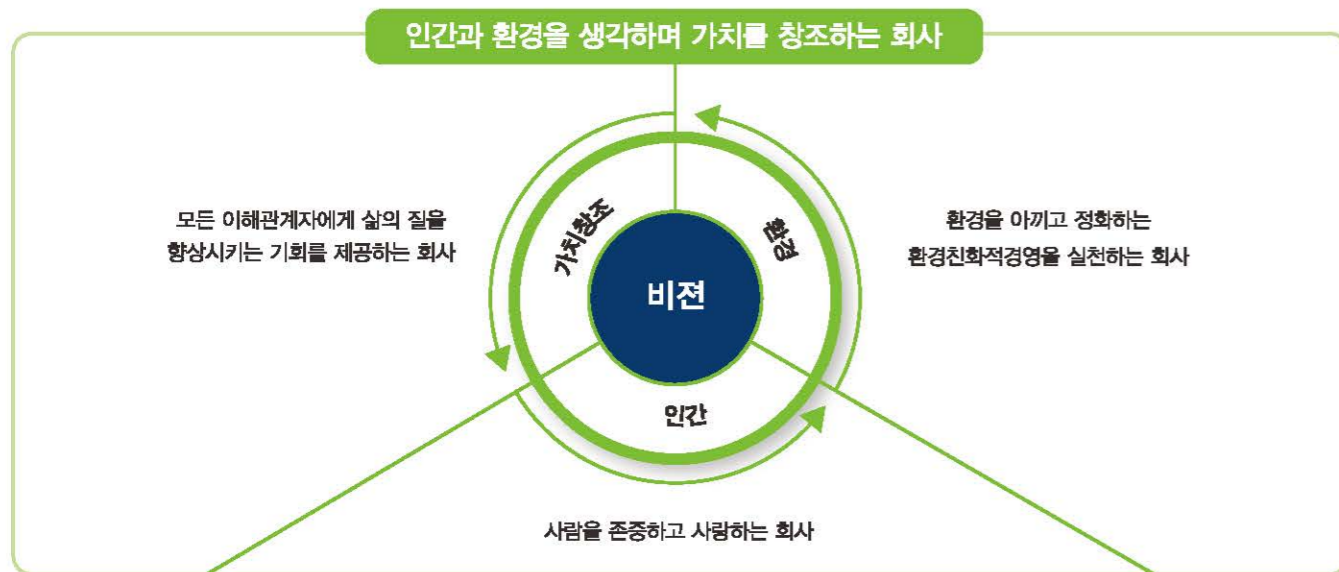 인간과 환경을 생각하며 가치를 창조하는 회사
모든 이해관계자에게 삶의 질을
향상시키는 기회를 제공하는 회사
가치창조
환경
비젼
인간
환경을 아끼고 정화하는
환경친화적경영을 실천하는 회사
사람을 존중하고 사랑하는 회사